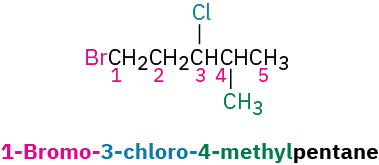 Cl
BrCH₂CH₂CHCHCH₃
1 2 3 4 5
CH₃
1-Bromo-3-chloro-4-methylpentane